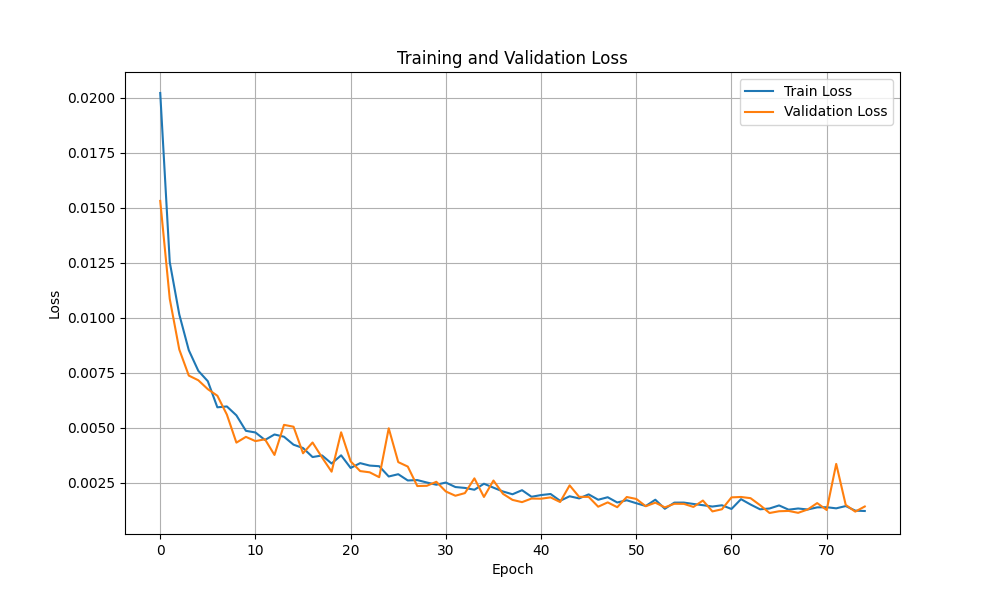 Training and Validation Loss
Train Loss
Validation Loss
0.0200
0.0175
0.0150
0.0125
0.0100
0.0075
0.0050
0.0025
Loss
0 10 20 30 40 50 60 70
Epoch